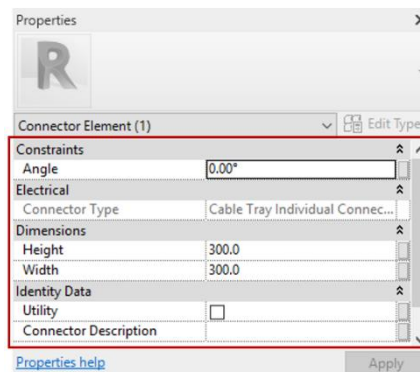 Properties
R
Connector Element (1)
Edit Type
Constraints
Angle 0.00°
Electrical
Connector Type Cable Tray Individual Connec...
Dimensions
Height 300.0
Width 300.0
Identity Data
Utility
Connector Description
Properties help
Apply